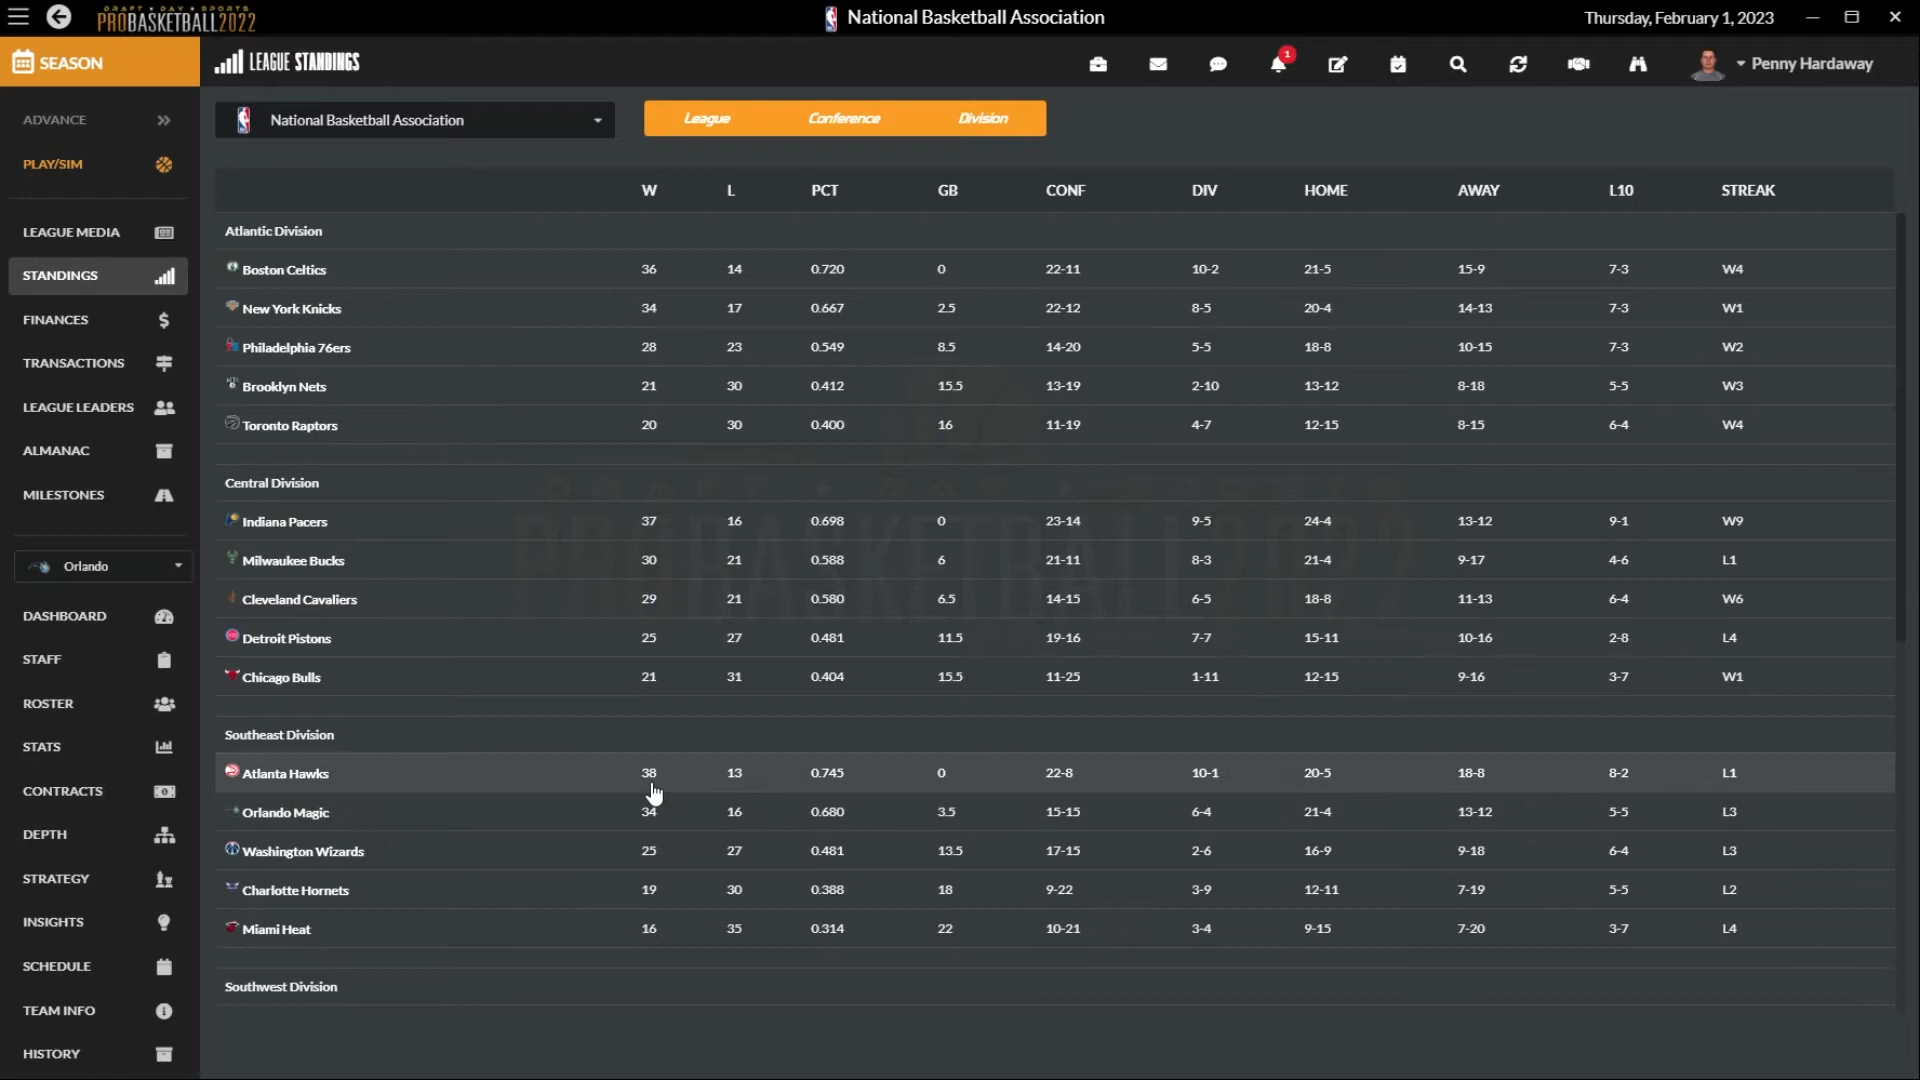 DRAFT • DAY • SPORTS
PROBASKETBALL2022
National Basketball Association
Thursday, February 1, 2023
SEASON
LEAGUE STANDINGS
1
Penny Hardaway
ADVANCE
PLAY/SIM
LEAGUE MEDIA
STANDINGS
FINANCES
TRANSACTIONS
LEAGUE LEADERS
ALMANAC
MILESTONES
Orlando
DASHBOARD
STAFF
ROSTER
STATS
CONTRACTS
DEPTH
STRATEGY
INSIGHTS
SCHEDULE
TEAM INFO
HISTORY
National Basketball Association
League Conference Division
W L PCT GB CONF DIV HOME AWAY L10 STREAK
Atlantic Division
Boston Celtics 36 14 0.720 0 22-11 10-2 21-5 15-9 7-3 W4
New York Knicks 34 17 0.667 2.5 22-12 8-5 20-4 14-13 7-3 W1
Philadelphia 76ers 28 23 0.549 8.5 14-20 5-5 18-8 10-15 7-3 W2
Brooklyn Nets 21 30 0.412 15.5 13-19 2-10 13-12 8-18 5-5 W3
Toronto Raptors 20 30 0.400 16 11-19 4-7 12-15 8-15 6-4 W4
Central Division
Indiana Pacers 37 16 0.698 0 23-14 9-5 24-4 13-12 9-1 W9
Milwaukee Bucks 30 21 0.588 6 21-11 8-3 21-4 9-17 4-6 L1
Cleveland Cavaliers 29 21 0.580 6.5 14-15 6-5 18-8 11-13 6-4 W6
Detroit Pistons 25 27 0.481 11.5 19-16 7-7 15-11 10-16 2-8 L4
Chicago Bulls 21 31 0.404 15.5 11-25 1-11 12-15 9-16 3-7 W1
Southeast Division
Atlanta Hawks 38 13 0.745 0 22-8 10-1 20-5 18-8 8-2 L1
Orlando Magic 34 16 0.680 3.5 15-15 6-4 21-4 13-12 5-5 L3
Washington Wizards 25 27 0.481 13.5 17-15 2-6 16-9 9-18 6-4 L3
Charlotte Hornets 19 30 0.388 18 9-22 3-9 12-11 7-19 5-5 L2
Miami Heat 16 35 0.314 22 10-21 3-4 9-15 7-20 3-7 L4
Southwest Division
PROBASKETBALL2022